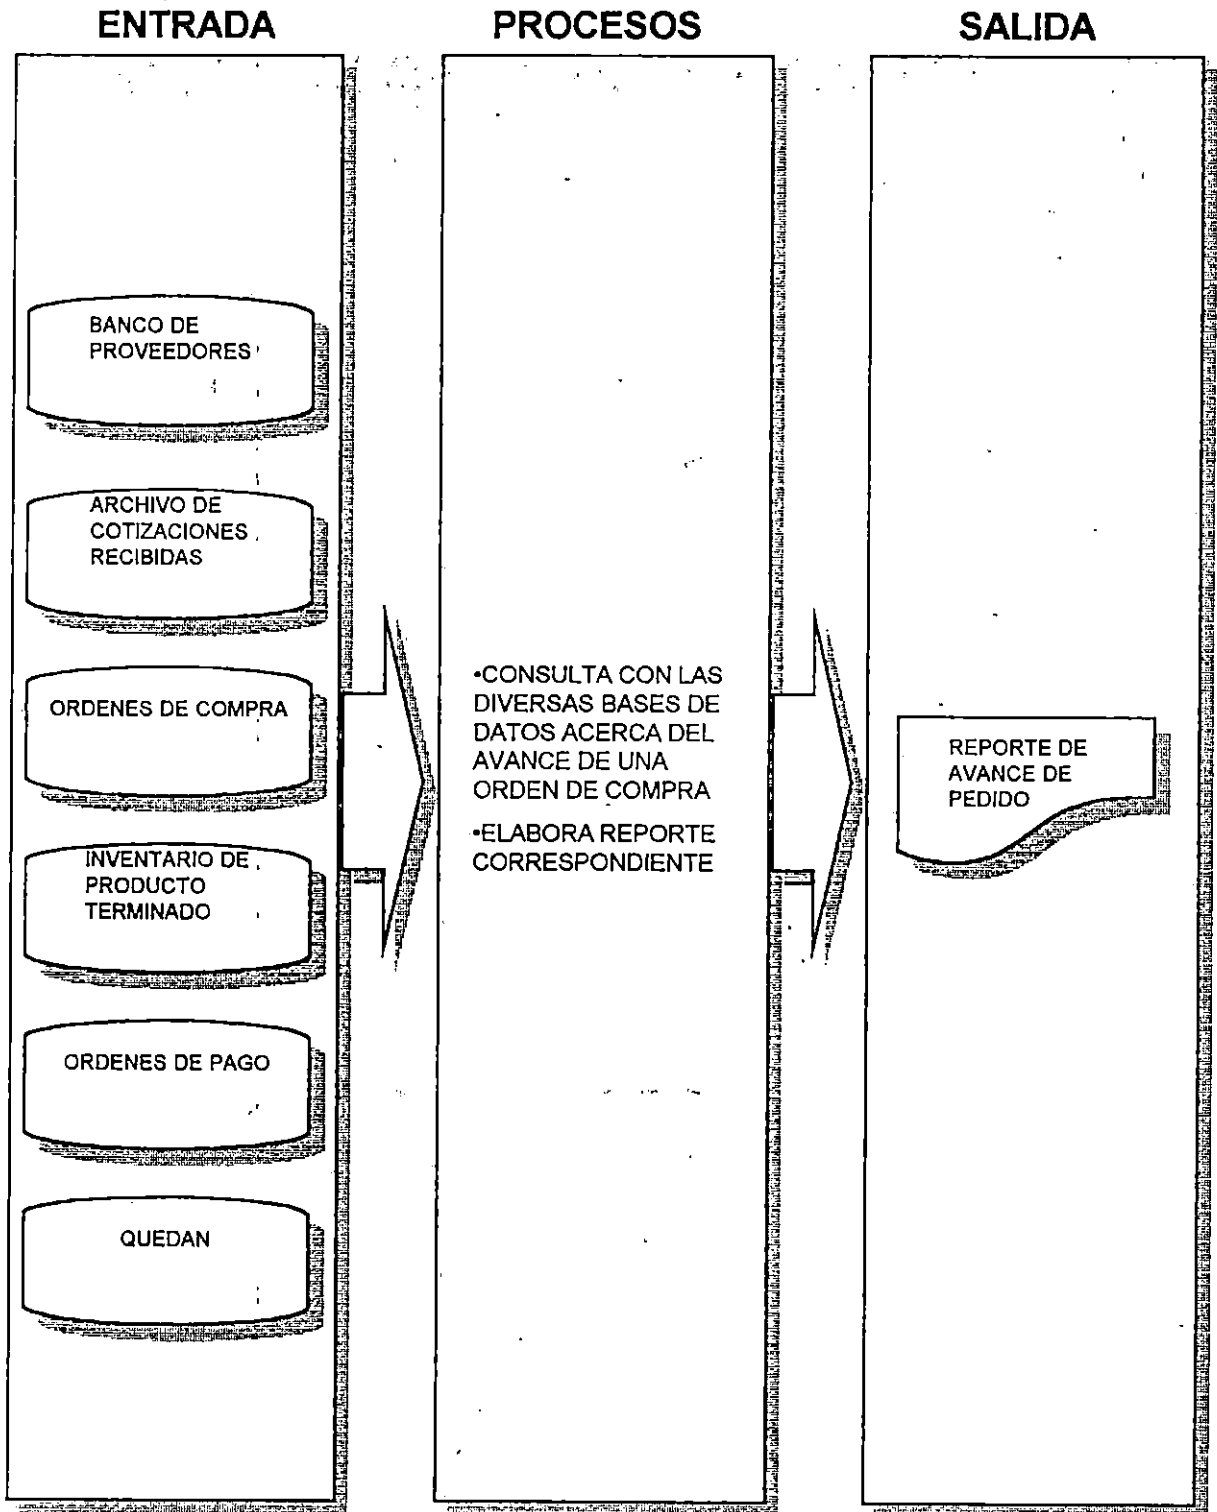 ENTRADA
PROCESOS
SALIDA
BANCO DE
PROVEEDORES
ARCHIVO DE
COTIZACIONES
RECIBIDAS
ORDENES DE COMPRA
INVENTARIO DE
PRODUCTO
TERMINADO
ORDENES DE PAGO
QUEDAN
•CONSULTA CON LAS
DIVERSAS BASES DE
DATOS ACERCA DEL
AVANCE DE UNA
ORDEN DE COMPRA
•ELABORA REPORTE
CORRESPONDIENTE
REPORTE DE
AVANCE DE
PEDIDO